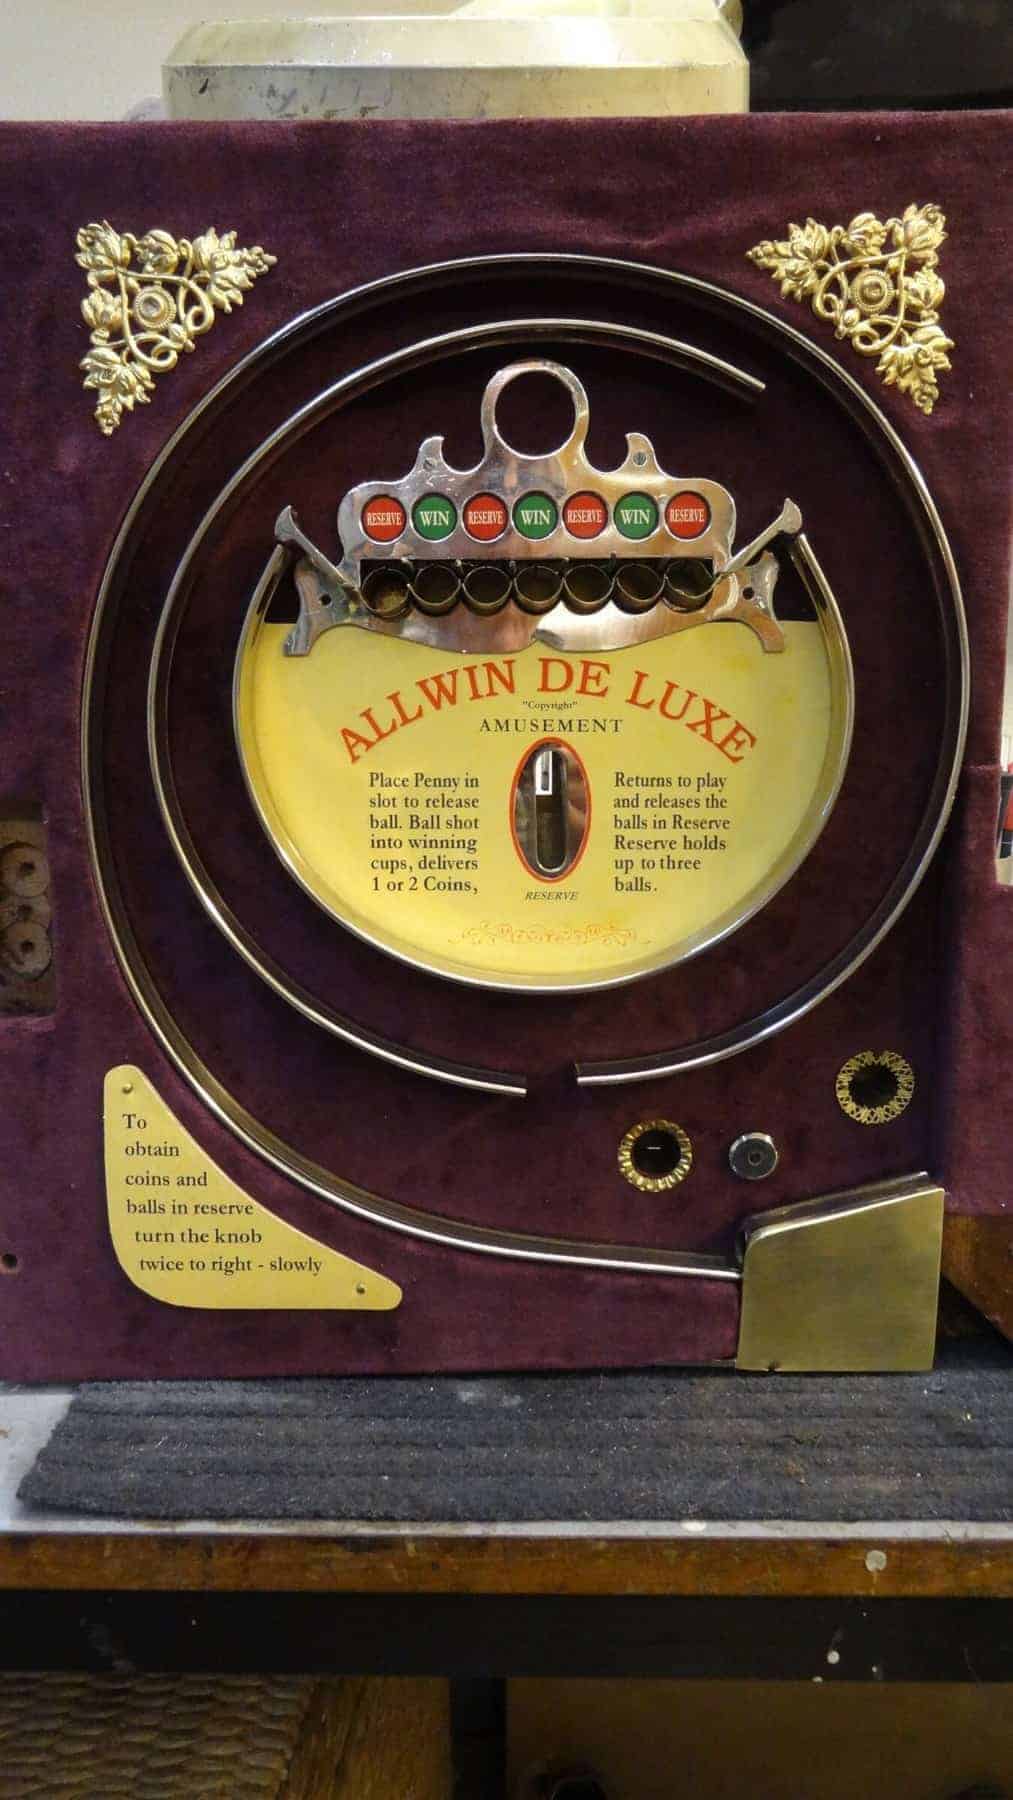 RESERVE WIN RESERVE WIN RESERVE WIN RESERVE
ALLWIN DE LUXE
"Copyright"
AMUSEMENT
Place Penny in
slot to release
ball. Ball shot
into winning
cups, delivers
1 or 2 Coins,
Returns to play
and releases the
balls in Reserve
Reserve holds
up to three
balls.
RESERVE
To
obtain
coins and
balls in reserve
turn the knob
twice to right - slowly